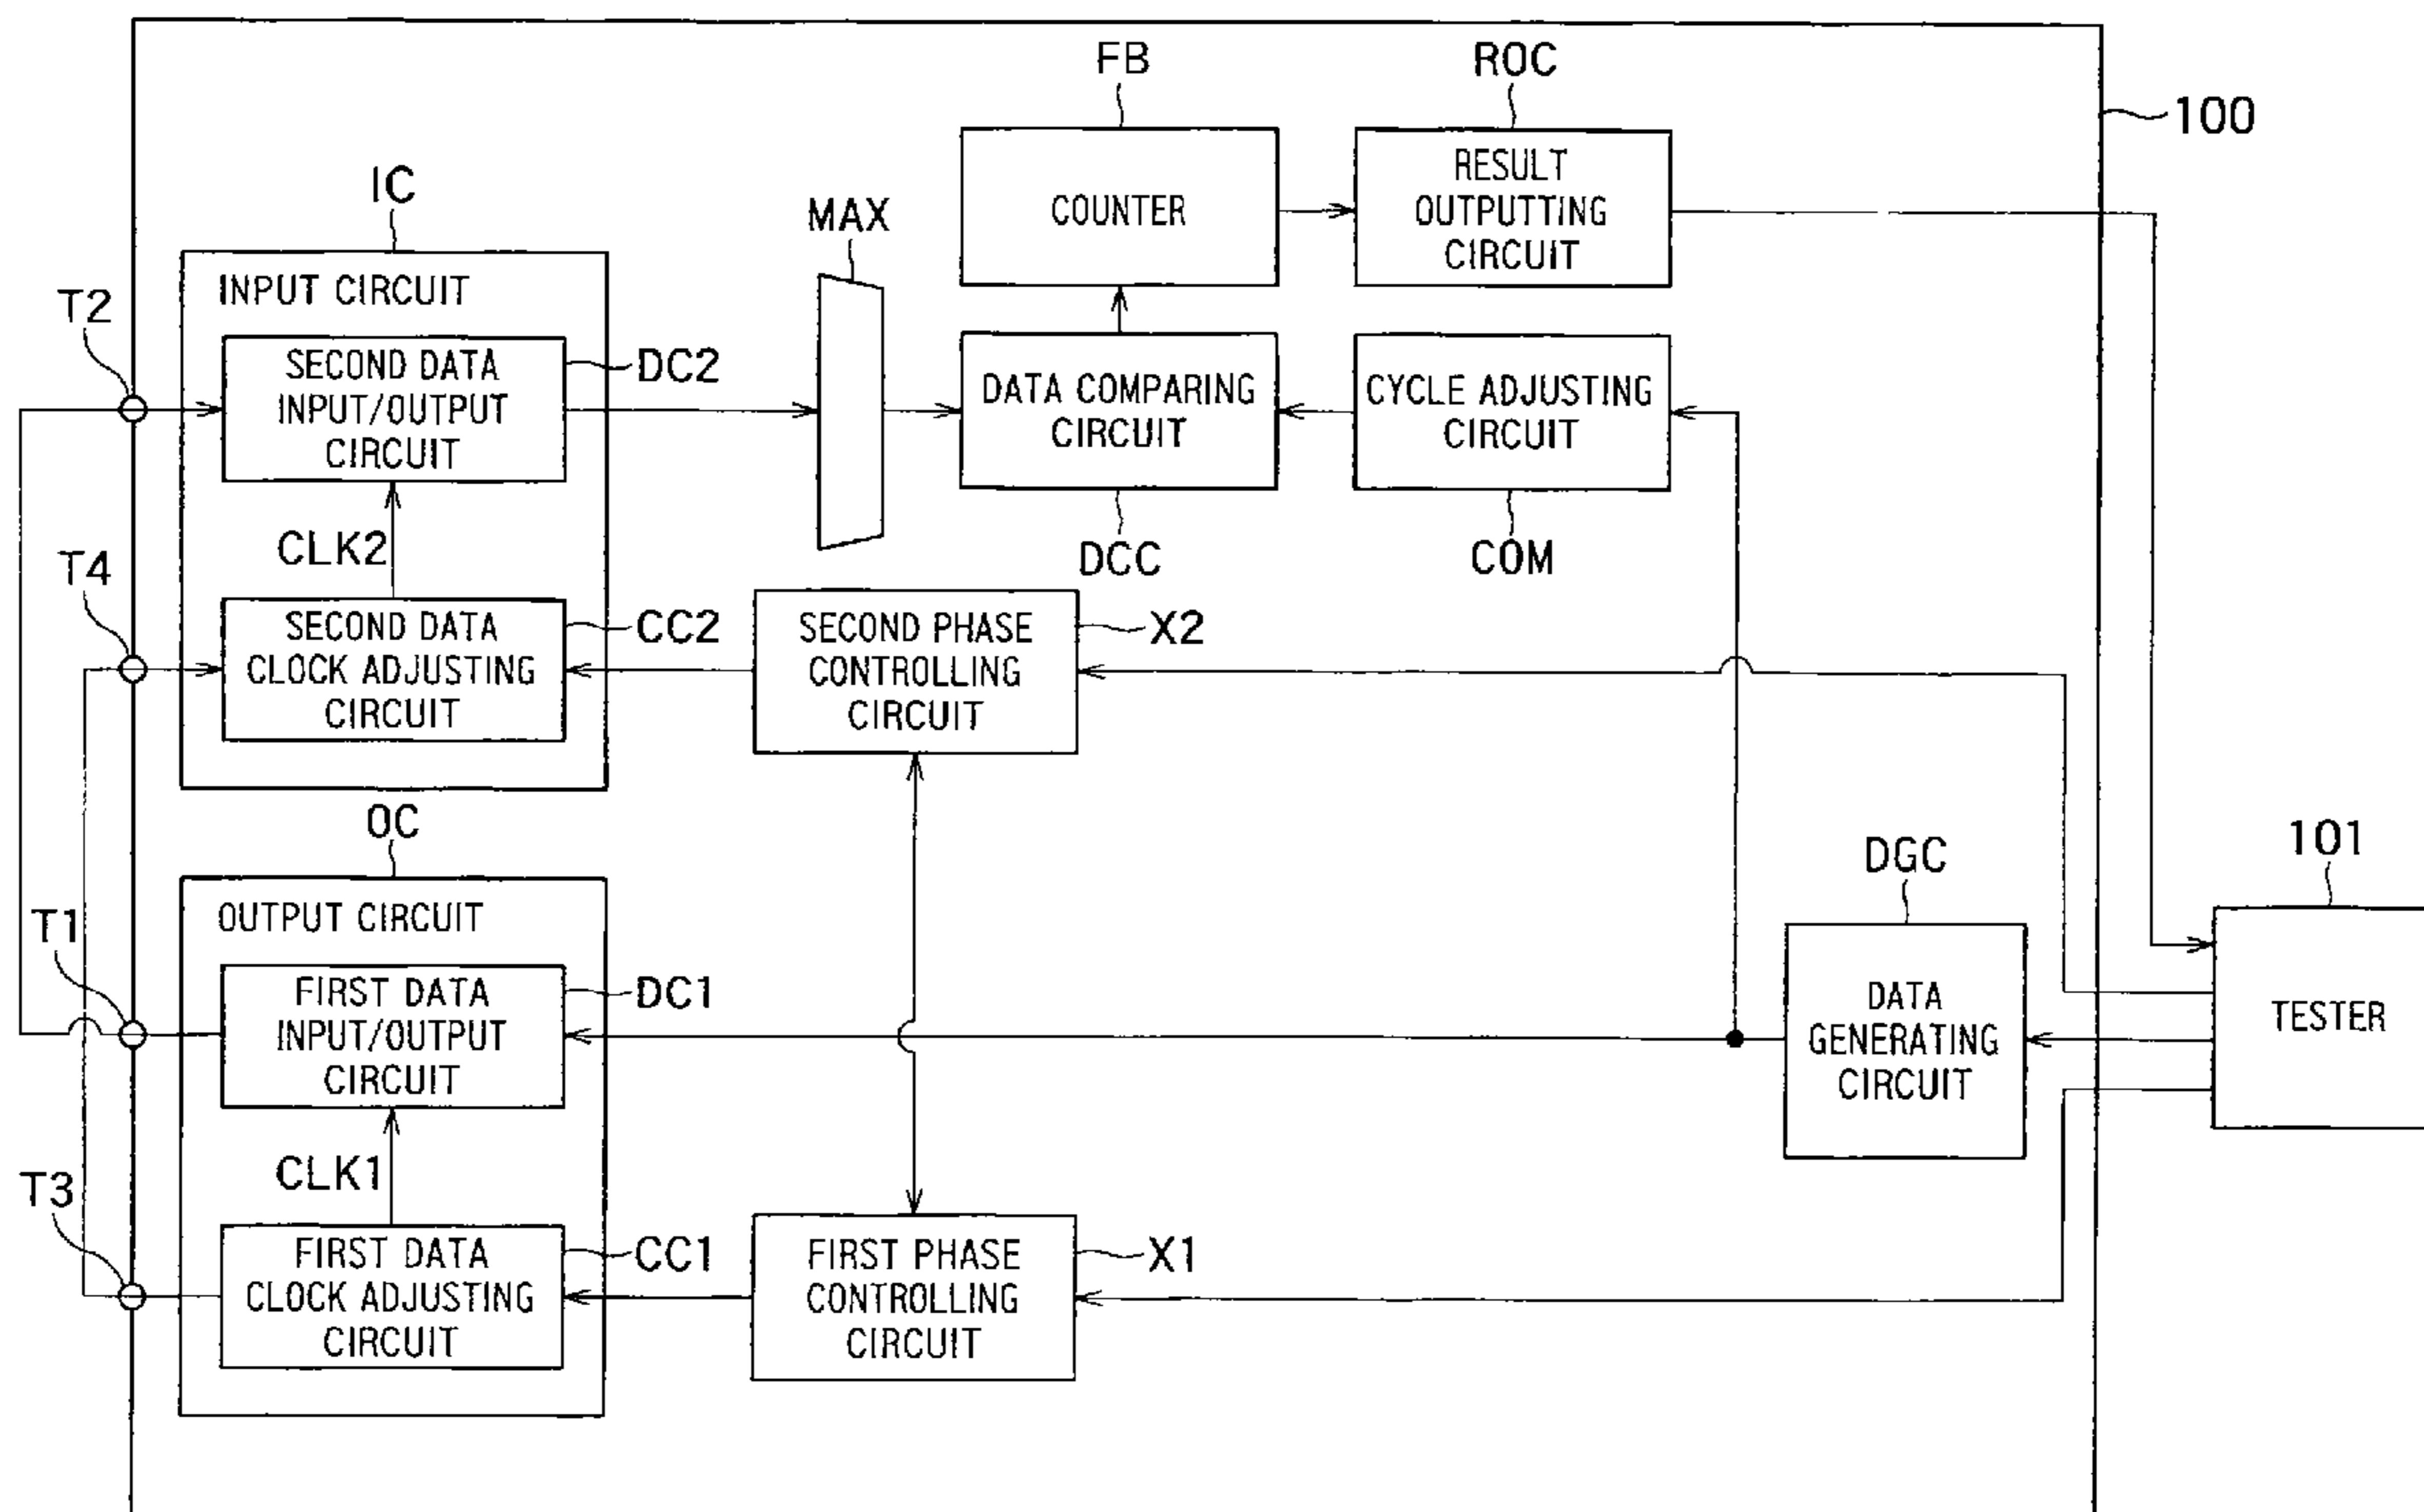 FB
ROC
100
IC
MAX
COUNTER
RESULT
OUTPUTTING
CIRCUIT
INPUT CIRCUIT
T2
SECOND DATA
INPUT/OUTPUT
CIRCUIT
DC2
DATA COMPARING
CIRCUIT
CYCLE ADJUSTING
CIRCUIT
CLK2
DCC
COM
T4
SECOND DATA
CLOCK ADJUSTING
CIRCUIT
CC2
SECOND PHASE
CONTROLLING
CIRCUIT
X2
OC
101
DGC
OUTPUT CIRCUIT
T1
FIRST DATA
INPUT/OUTPUT
CIRCUIT
DC1
DATA
GENERATING
CIRCUIT
TESTER
CLK1
T3
FIRST DATA
CLOCK ADJUSTING
CIRCUIT
CC1
FIRST PHASE
CONTROLLING
CIRCUIT
X1